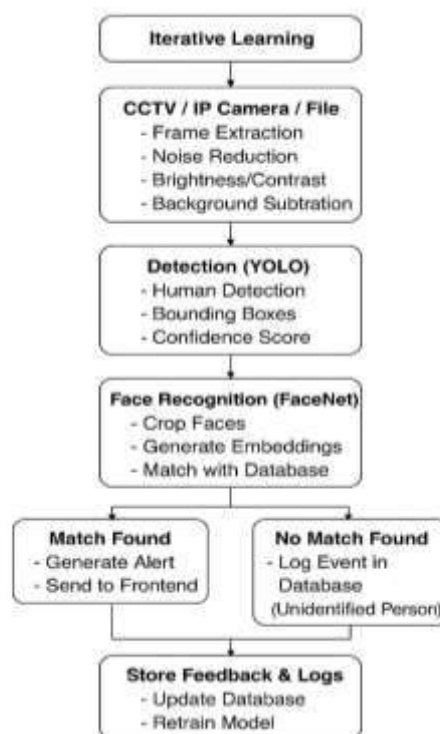 Iterative Learning
CCTV / IP Camera / File
- Frame Extraction
- Noise Reduction
- Brightness/Contrast
- Background Subtration
Detection (YOLO)
- Human Detection
- Bounding Boxes
- Confidence Score
Face Recognition (FaceNet)
- Crop Faces
- Generate Embeddings
- Match with Database
Match Found
- Generate Alert
- Send to Frontend
No Match Found
- Log Event in
Database
(Unidentified Person)
Store Feedback & Logs
- Update Database
- Retrain Model